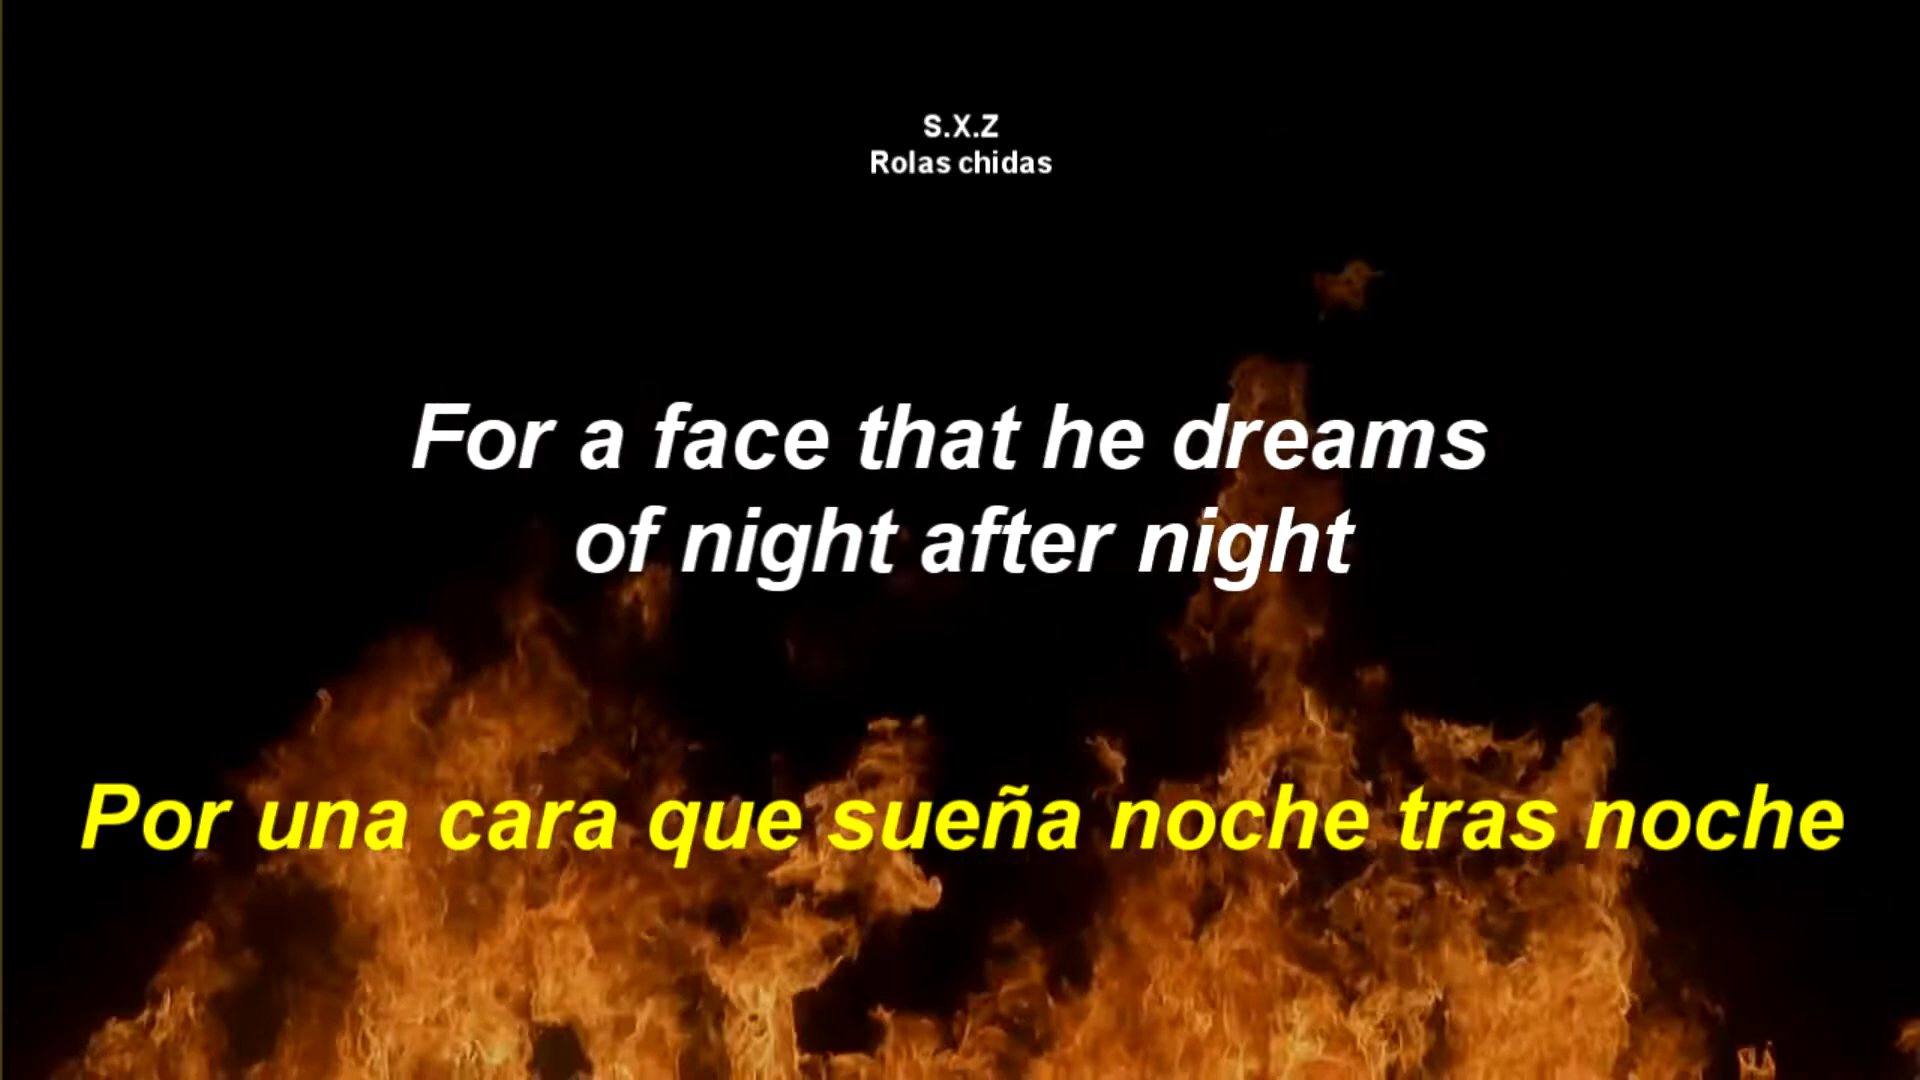 S.X.Z
Rolas chidas
For a face that he dreams
of night after night
Por una cara que sueña noche tras noche